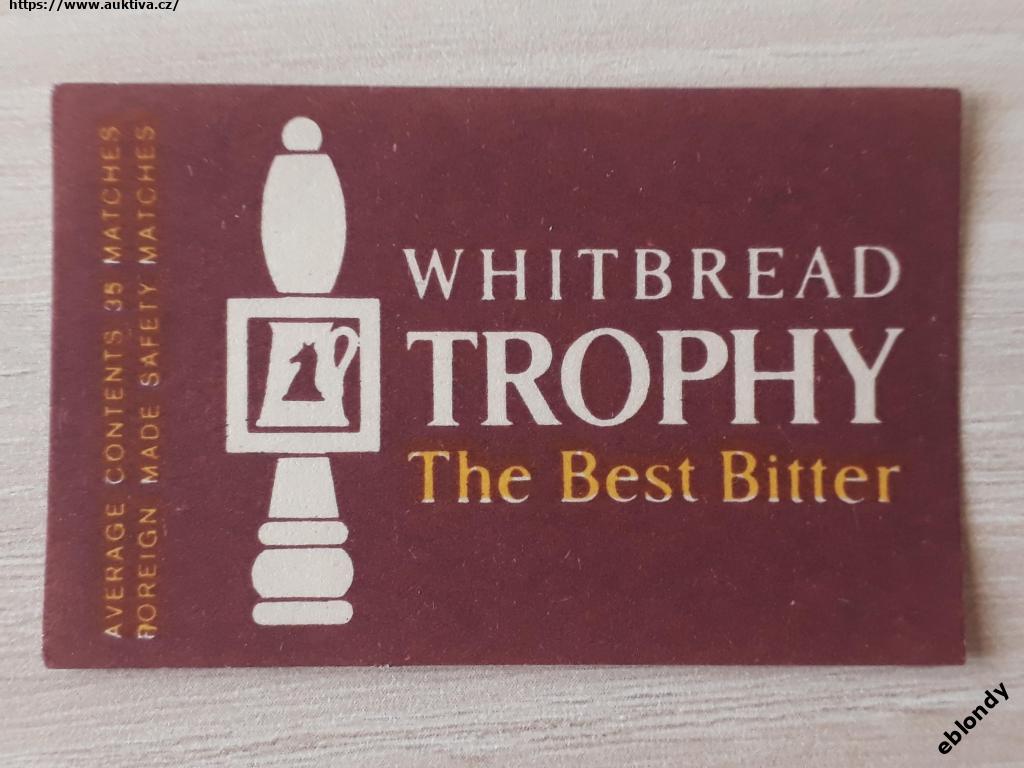 https://www.auktiva.cz/
AVERAGE CONTENTS 35 MATCHES
FOREIGN MADE SAFETY MATCHES
WHITBREAD
TROPHY
The Best Bitter
eblondy